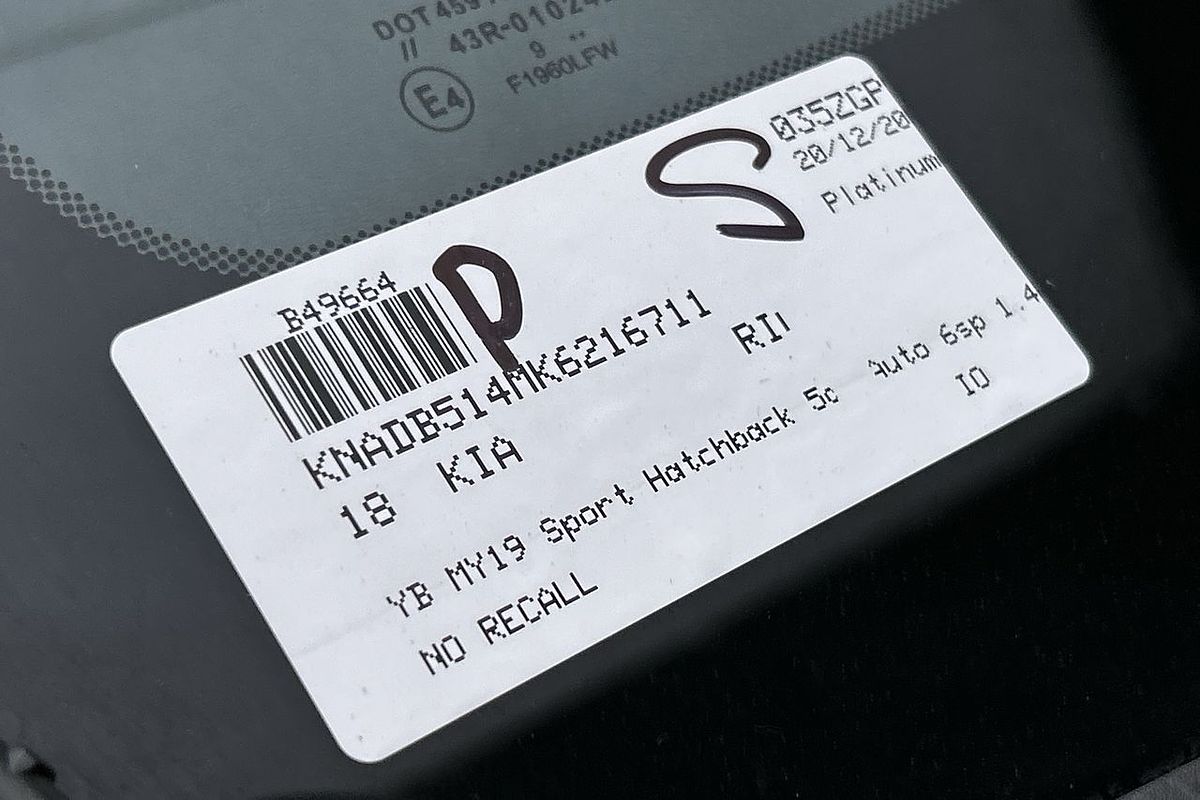 DOT 459
// 43R-01024
9 ..
E4 F1960LFW
035ZGP
20/12/20
Platinum
S
B49664
P
KNADB514MK6216711
18 KIA RI
YB MY19 Sport Hatchback 5d Auto 6sp 1.4
IO
NO RECALL